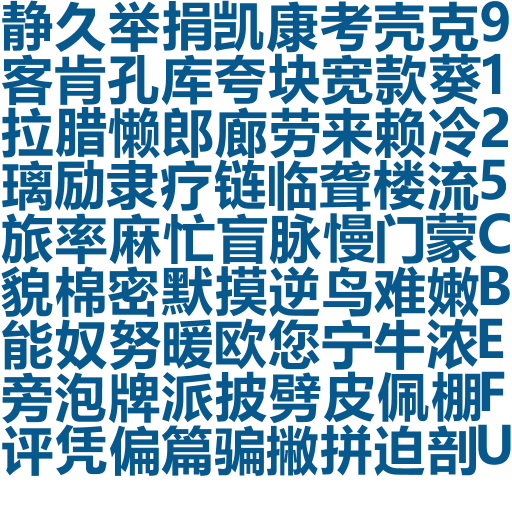 静久举捐凯康考壳克9
客肯孔库夸块宽款葵1
拉腊懒郎廊劳来赖冷2
璃励隶疗链临聋楼流5
旅率麻忙盲脉慢门蒙C
貌棉密默摸逆鸟难嫩B
能奴努暖欧您宁牛浓E
旁泡牌派披劈皮佩棚F
评凭偏篇骗撇拼迫剖U